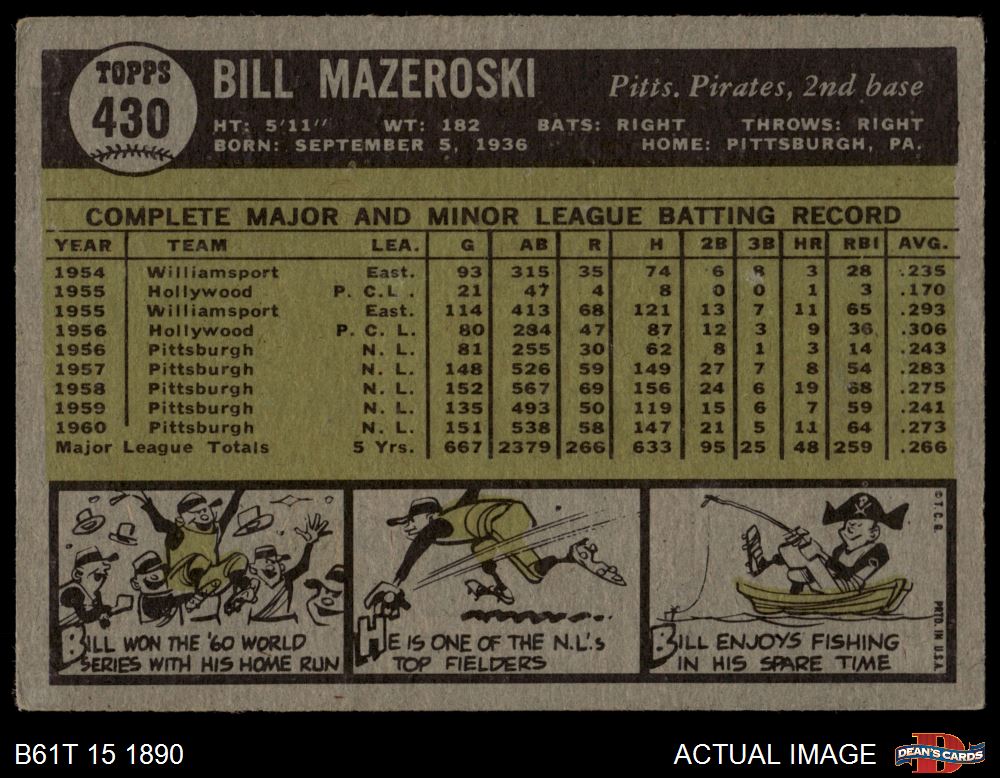 TOPPS
430
BILL MAZEROSKI
Pitts. Pirates, 2nd base
HT: 5'11" WT: 182 BATS: RIGHT THROWS: RIGHT
BORN: SEPTEMBER 5, 1936 HOME: PITTSBURGH, PA.
COMPLETE MAJOR AND MINOR LEAGUE BATTING RECORD
YEAR TEAM LEA. G AB R H 2B 3B HR RBI AVG.
1954 Williamsport East. 93 315 35 74 6 8 3 28 .235
1955 Hollywood P. C.L. 21 47 4 8 0 0 1 3 .170
1955 Williamsport East. 114 413 68 121 13 7 11 65 .293
1956 Hollywood P. C. L. 80 284 47 87 12 3 9 36 .306
1956 Pittsburgh N. L. 81 255 30 62 8 1 3 14 .243
1957 Pittsburgh N. L. 148 526 59 149 27 7 8 54 .283
1958 Pittsburgh N. L. 152 567 69 156 24 6 19 68 .275
1959 Pittsburgh N. L. 135 493 50 119 15 6 7 59 .241
1960 Pittsburgh N. L. 151 538 58 147 21 5 11 64 .273
Major League Totals 5 Yrs. 667 2379 266 633 95 25 48 259 .266
BILL WON THE '60 WORLD
SERIES WITH HIS HOME RUN
HE IS ONE OF THE N.L.'s
TOP FIELDERS
BILL ENJOYS FISHING
IN HIS SPARE TIME
© T. C. G.
PRTD. IN U.S.A.
B61T 15 1890
ACTUAL IMAGE
DEAN'S CARDS